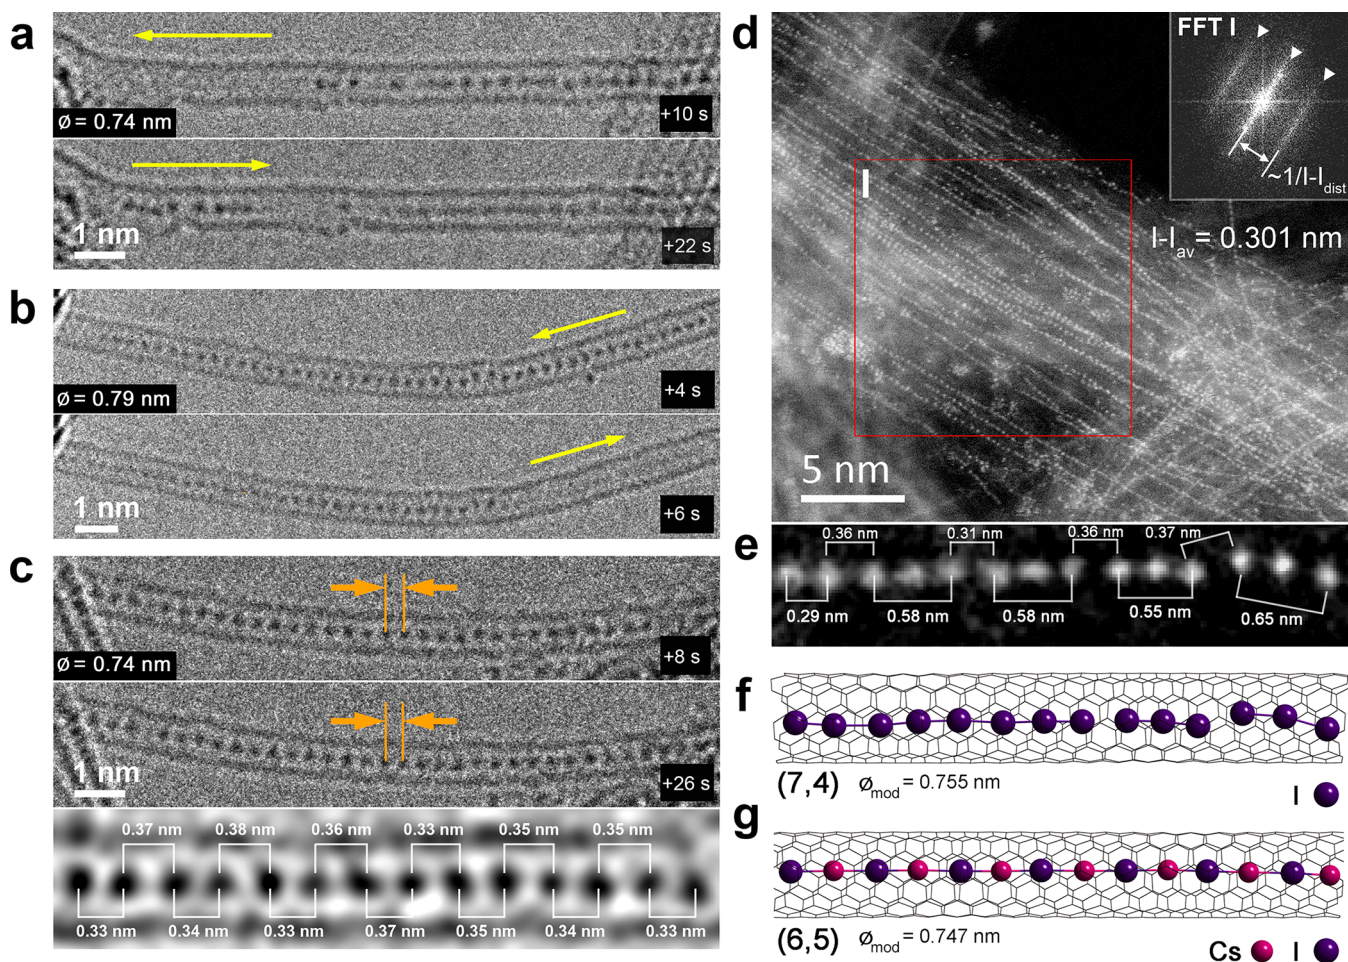 a
ø = 0.74 nm
+10 s
1 nm
+22 s
b
ø = 0.79 nm
+4 s
1 nm
+6 s
c
ø = 0.74 nm
+8 s
1 nm
+26 s
0.37 nm 0.38 nm 0.36 nm 0.33 nm 0.35 nm 0.35 nm
0.33 nm 0.34 nm 0.33 nm 0.37 nm 0.35 nm 0.34 nm 0.33 nm
d
FFT I
~1/I-Idist
I
I-Iav = 0.301 nm
5 nm
e
0.36 nm 0.31 nm 0.36 nm 0.37 nm
0.29 nm 0.58 nm 0.58 nm 0.55 nm 0.65 nm
f
(7,4) ømod = 0.755 nm I
g
(6,5) ømod = 0.747 nm
Cs I